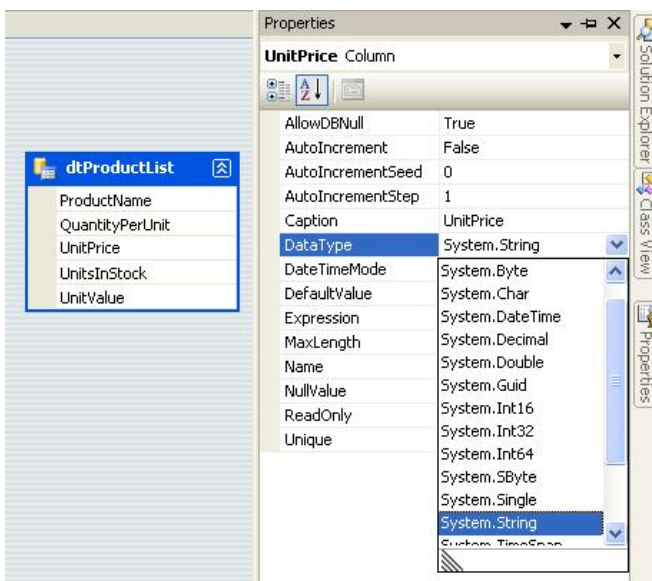 dtProductList
ProductName
QuantityPerUnit
UnitPrice
UnitsInStock
UnitValue
Properties
UnitPrice Column
AllowDBNull True
AutoIncrement False
AutoIncrementSeed 0
AutoIncrementStep 1
Caption UnitPrice
DataType System.String
DateTimeMode
DefaultValue
Expression
MaxLength
Name
NullValue
ReadOnly
Unique
System.Byte
System.Char
System.DateTime
System.Decimal
System.Double
System.Guid
System.Int16
System.Int32
System.Int64
System.SByte
System.Single
System.String
System.TimeSpan
Solution Explorer
Class View
Properties